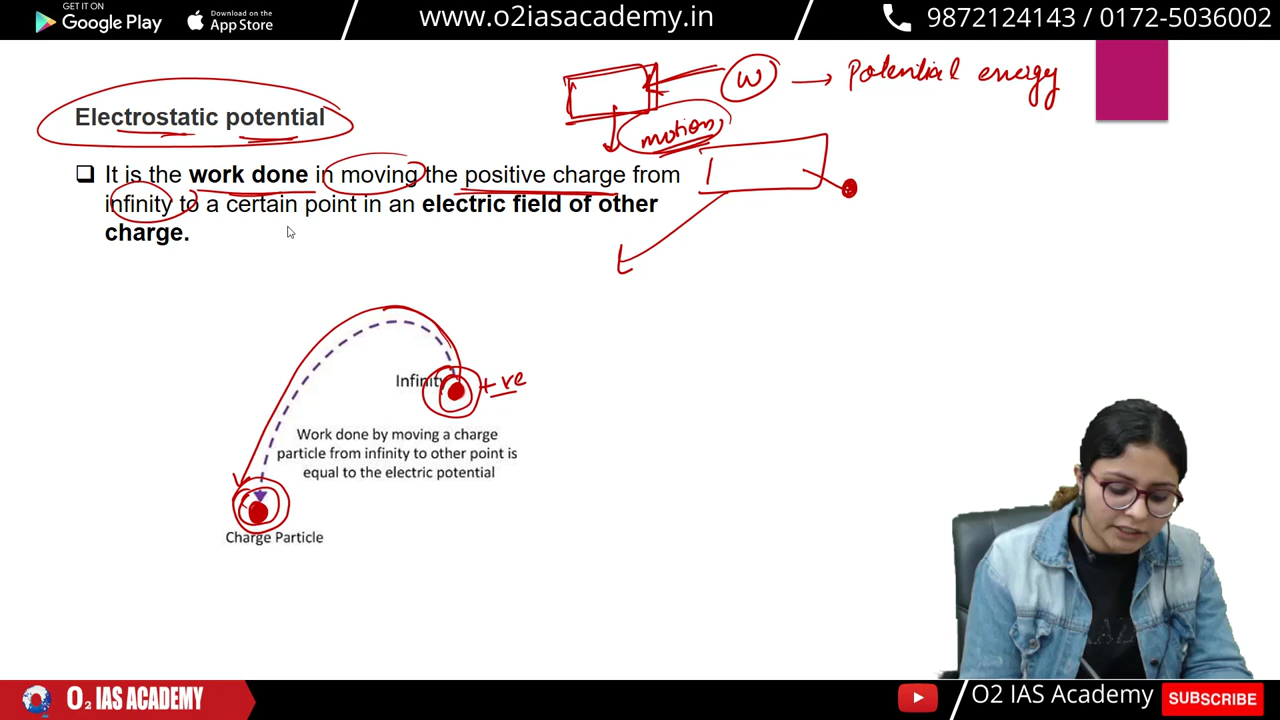 GET IT ON
Google Play
Download on the
App Store
www.o2iasacademy.in
9872124143 / 0172-5036002
W → Potential energy
motion
Electrostatic potential
It is the work done in moving the positive charge from
infinity to a certain point in an electric field of other
charge.
Infinity
+ve
Work done by moving a charge
particle from infinity to other point is
equal to the electric potential
Charge Particle
O2 IAS ACADEMY
O2 IAS Academy
SUBSCRIBE